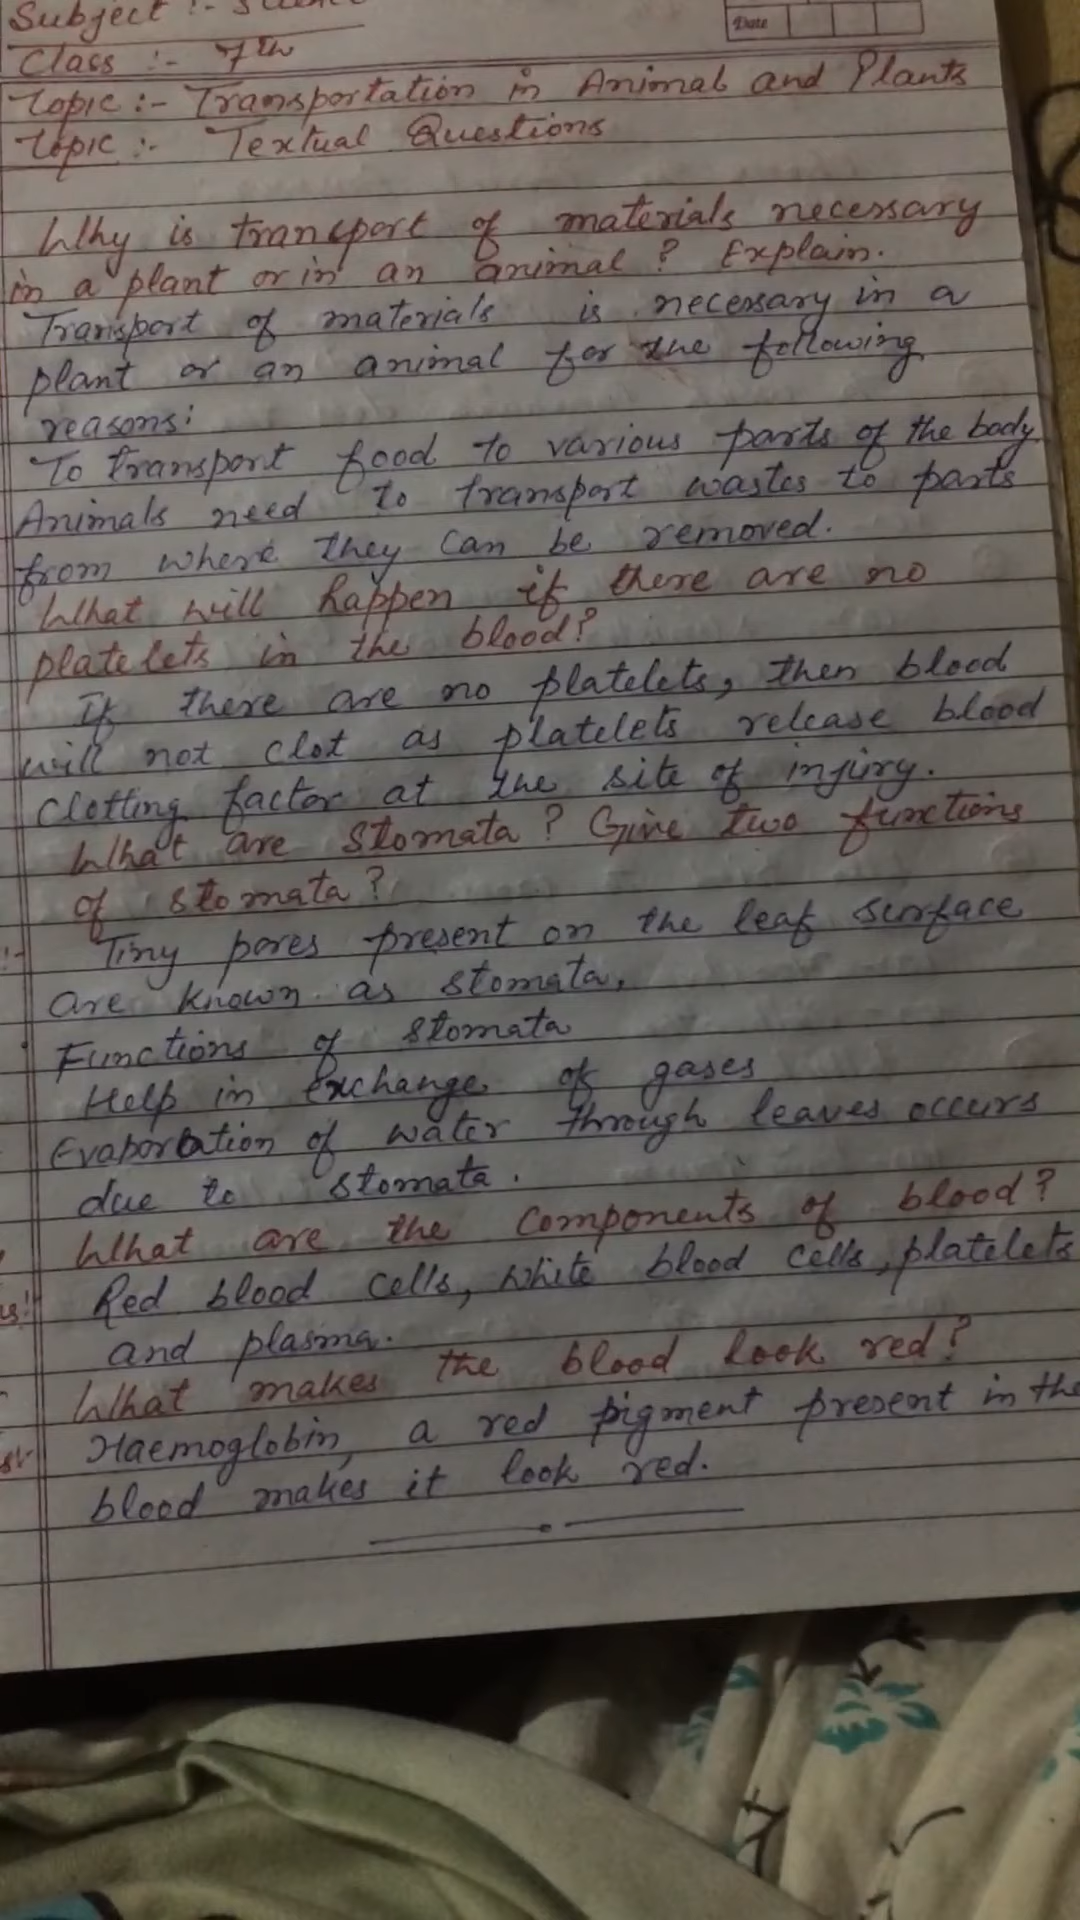 Subject :- Science
Date
Class :- 7th
Topic :- Transportation in Animal and Plants
Topic :- Textual Questions
Why is transport of materials necessary
in a plant or in an animal? Explain.
Transport of materials is necessary in a
plant or an animal for the following
reasons:
To transport food to various parts of the body
Animals need to transport wastes to parts
from where they can be removed.
What will happen if there are no
platelets in the blood?
If there are no platelets, then blood
will not clot as platelets release blood
clotting factor at the site of injury.
What are stomata? Give two functions
of stomata?
Tiny pores present on the leaf surface
are known as stomata,
Functions of stomata
Help in Exchange of gases
Evaporation of water through leaves occurs
due to stomata.
What are the components of blood?
Red blood cells, white blood cells, platelets
and plasma.
What makes the blood look red?
Haemoglobin, a red pigment present in the
blood makes it look red.